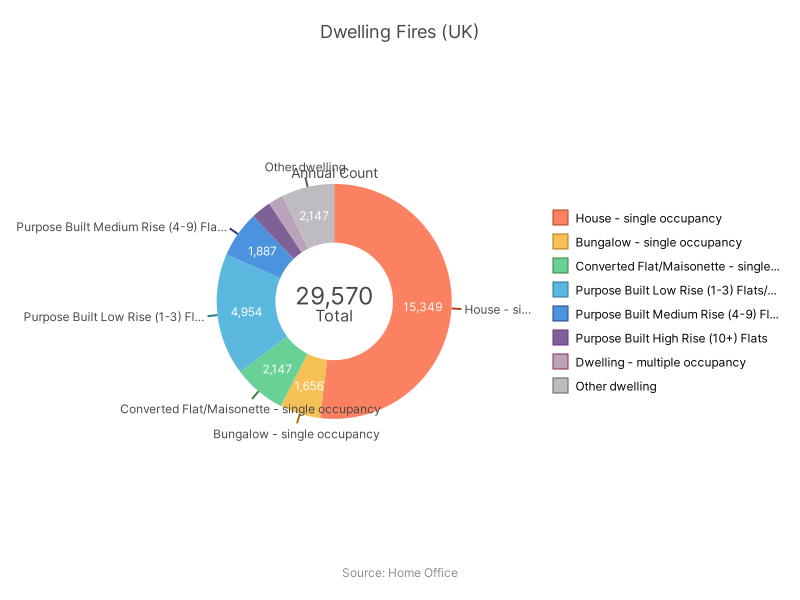 Dwelling Fires (UK)
Other dwelling
Annual Count
2,147
Purpose Built Medium Rise (4-9) Fla...
1,887
29,570
Total
15,349
House - si...
4,954
Purpose Built Low Rise (1-3) Fl...
2,147
1,656
Converted Flat/Maisonette - single occupancy
Bungalow - single occupancy
House - single occupancy
Bungalow - single occupancy
Converted Flat/Maisonette - single...
Purpose Built Low Rise (1-3) Flats/...
Purpose Built Medium Rise (4-9) Fl...
Purpose Built High Rise (10+) Flats
Dwelling - multiple occupancy
Other dwelling
Source: Home Office